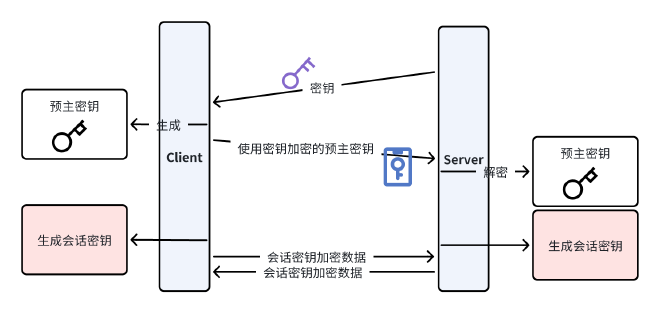 密钥
预主密钥
生成
使用密钥加密的预主密钥
Client
Server
预主密钥
解密
生成会话密钥
生成会话密钥
会话密钥加密数据
会话密钥加密数据